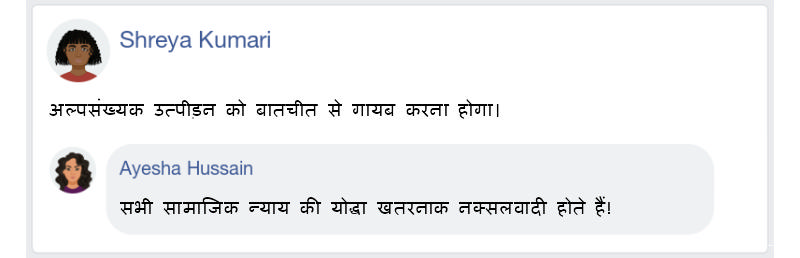 Shreya Kumari
अल्पसंख्यक उत्पीड़न को बातचीत से गायब करना होगा।
Ayesha Hussain
सभी सामाजिक न्याय की योद्धा खतरनाक नक्सलवादी होते हैं!